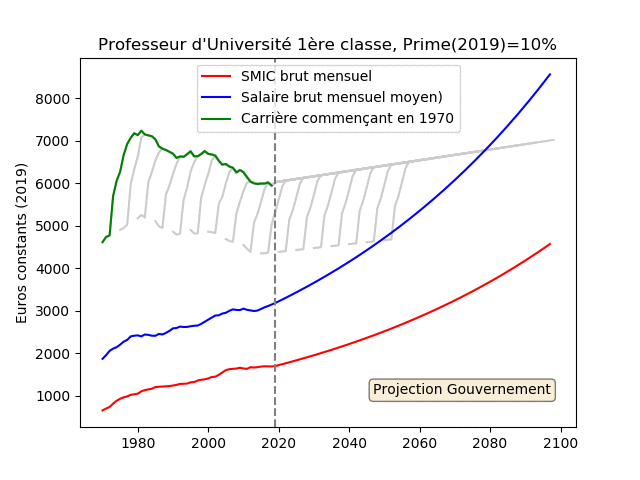 Professeur d'Université 1ère classe, Prime(2019)=10%
SMIC brut mensuel
Salaire brut mensuel moyen)
Carrière commençant en 1970
Euros constants (2019)
8000
7000
6000
5000
4000
3000
2000
1000
Projection Gouvernement
1980 2000 2020 2040 2060 2080 2100